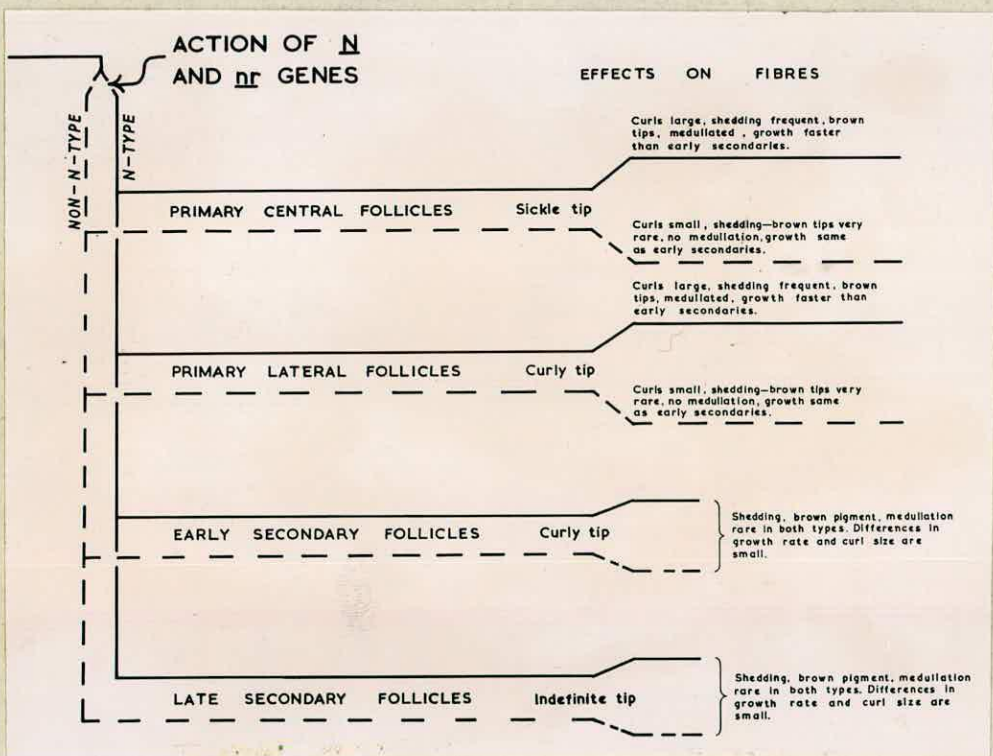 ACTION OF N
AND nr GENES
EFFECTS ON FIBRES
NON-N-TYPE
N-TYPE
Curls large, shedding frequent, brown
tips, medullated, growth faster
than early secondaries.
PRIMARY CENTRAL FOLLICLES Sickle tip
Curls small, shedding—brown tips very
rare, no medullation, growth same
as early secondaries.
Curls large, shedding frequent, brown
tips, medullated, growth faster than
early secondaries.
PRIMARY LATERAL FOLLICLES Curly tip
Curls small, shedding—brown tips very
rare, no medullation, growth same
as early secondaries.
EARLY SECONDARY FOLLICLES Curly tip
Shedding, brown pigment, medullation
rare in both types. Differences in
growth rate and curl size are
small.
LATE SECONDARY FOLLICLES Indefinite tip
Shedding, brown pigment, medullation
rare in both types. Differences in
growth rate and curl size are
small.